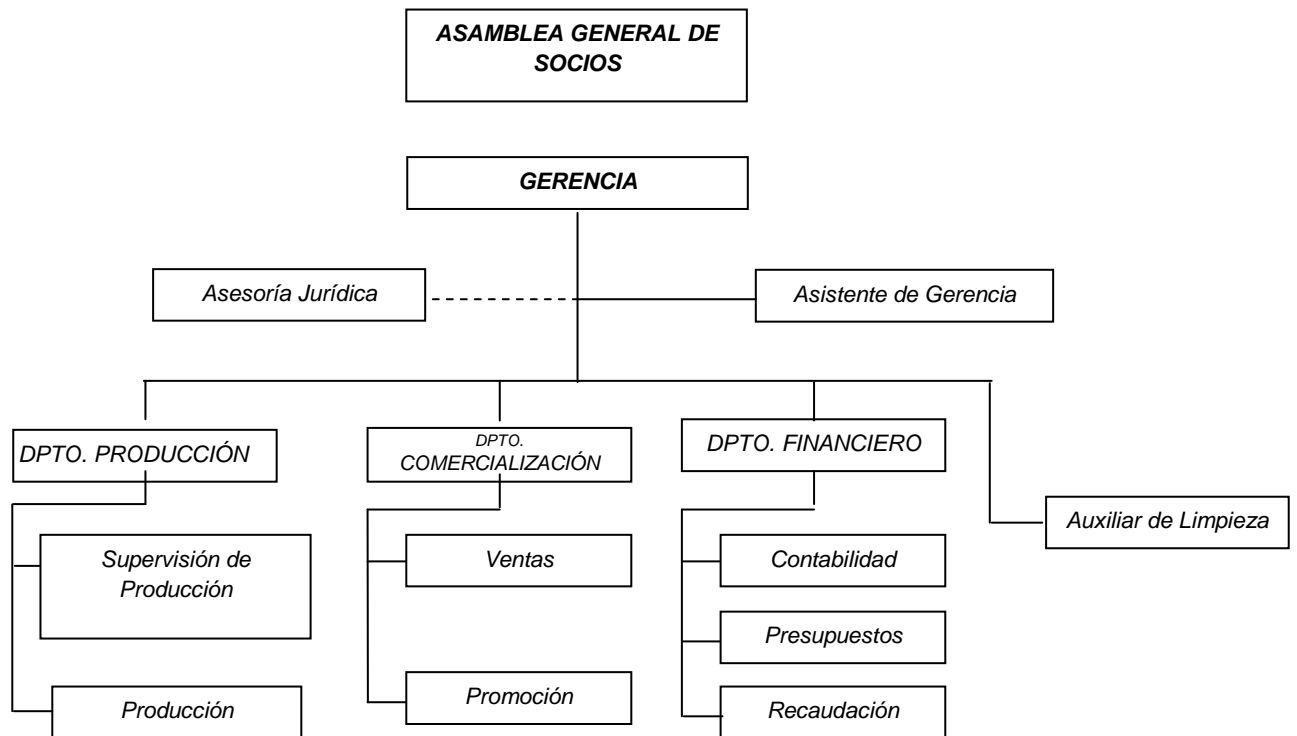 ASAMBLEA GENERAL DE
SOCIOS
GERENCIA
Asesoría Jurídica
Asistente de Gerencia
DPTO. PRODUCCIÓN
DPTO.
COMERCIALIZACIÓN
DPTO. FINANCIERO
Auxiliar de Limpieza
Supervisión de
Producción
Ventas
Contabilidad
Presupuestos
Producción
Promoción
Recaudación